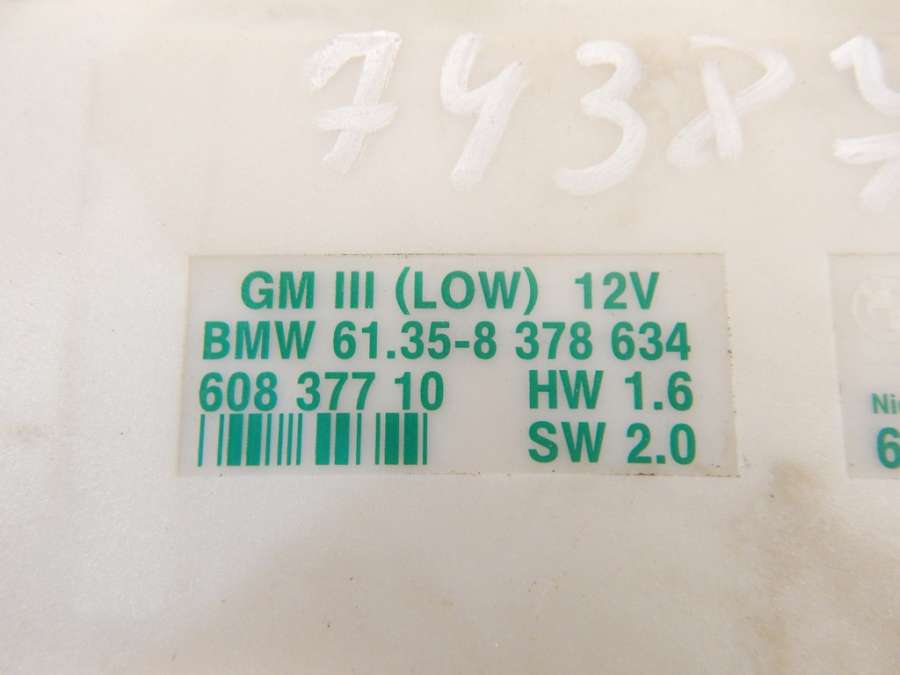 7438
GM III (LOW) 12V
BMW 61.35-8 378 634
608 377 10 HW 1.6
SW 2.0